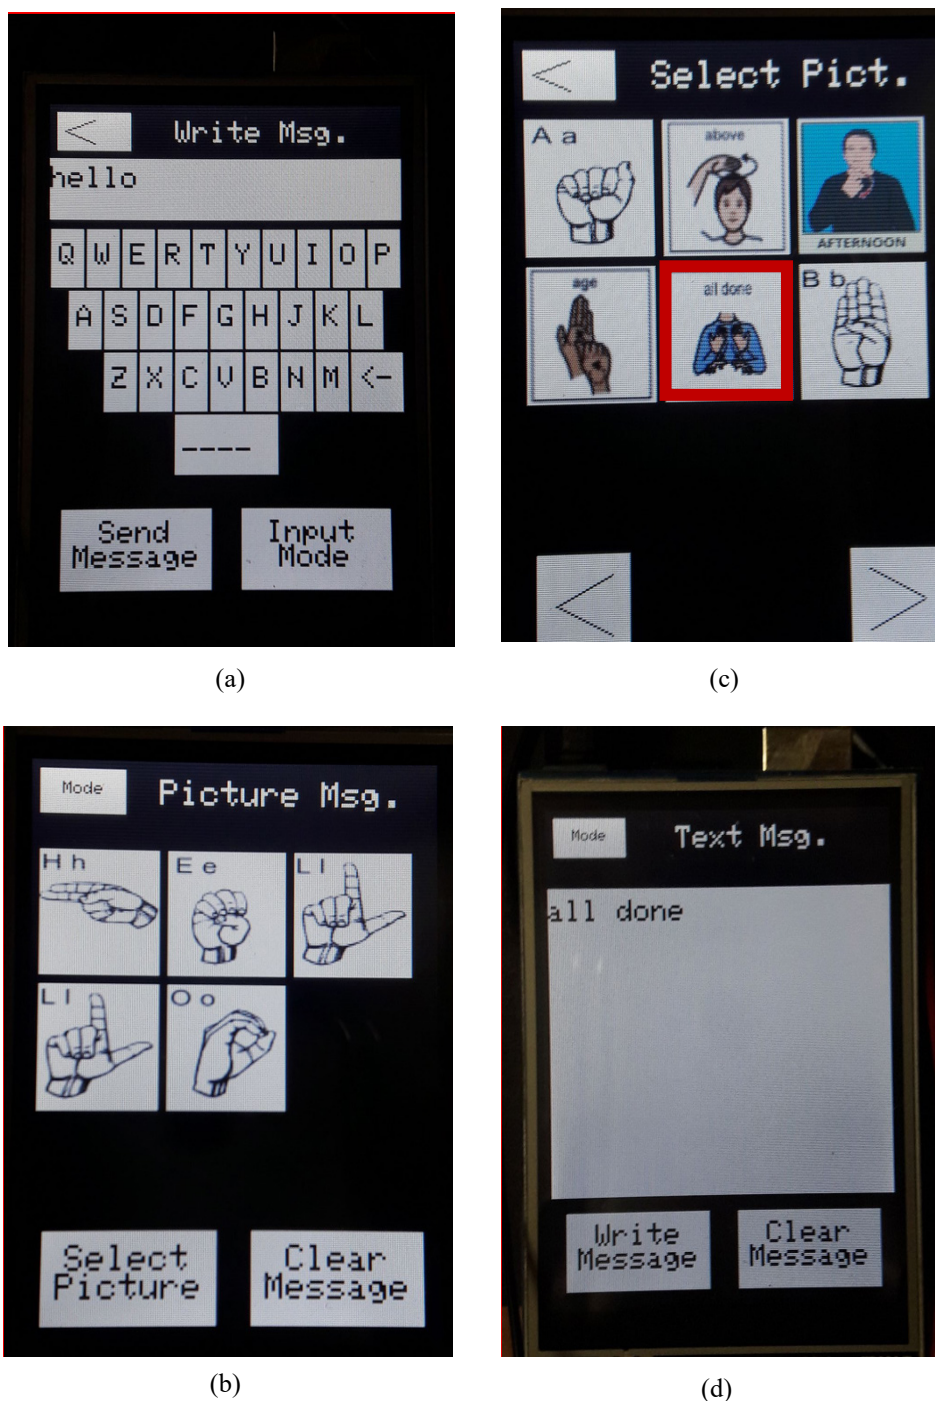 < Write Msg.
hello
Q W E R T Y U I O P
A S D F G H J K L
Z X C V B N M <-
----
Send Message
Input Mode
(a)
< Select Pict.
A a
above
AFTERNOON
age
all done
B b
< >
(c)
Mode
Picture Msg.
H h
E e
L l
L l
O o
Select Picture
Clear Message
(b)
Mode
Text Msg.
all done
Write Message
Clear Message
(d)